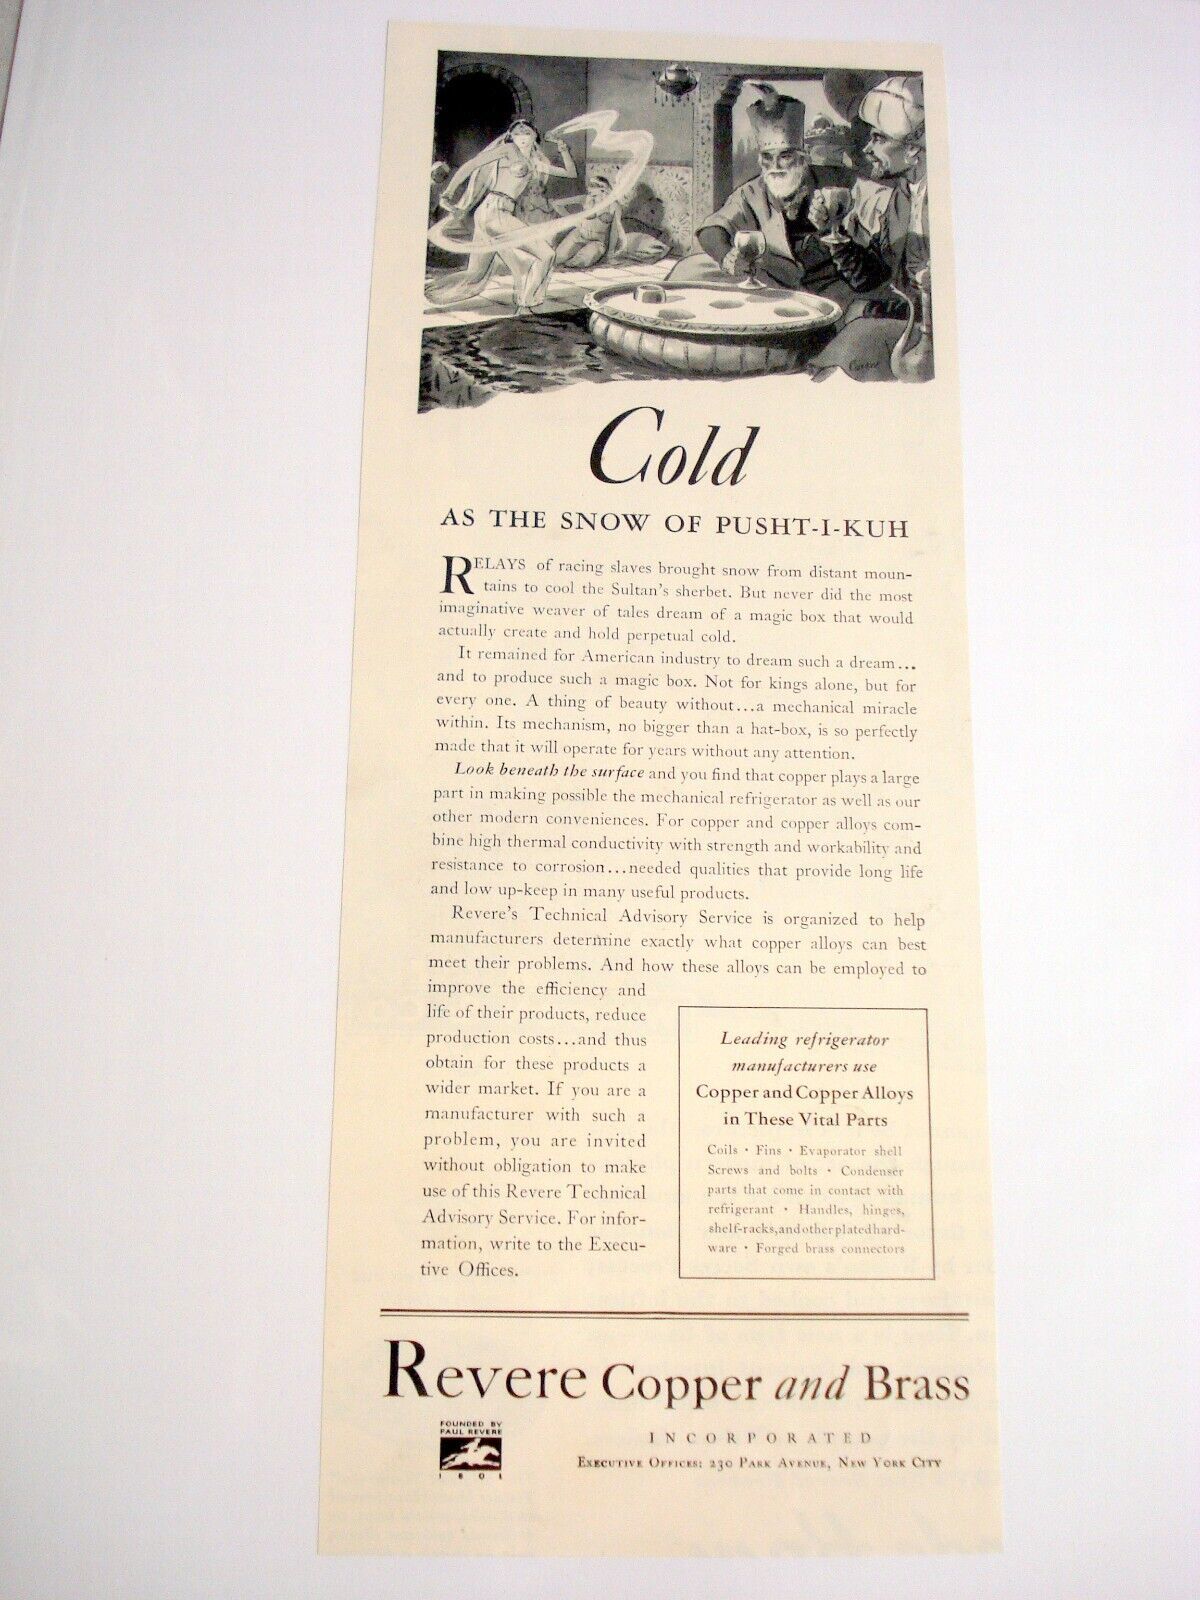 Cold
AS THE SNOW OF PUSHT-I-KUH
RELAYS of racing slaves brought snow from distant moun-
tains to cool the Sultan's sherbet. But never did the most
imaginative weaver of tales dream of a magic box that would
actually create and hold perpetual cold.
It remained for American industry to dream such a dream...
and to produce such a magic box. Not for kings alone, but for
every one. A thing of beauty without...a mechanical miracle
within. Its mechanism, no bigger than a hat-box, is so perfectly
made that it will operate for years without any attention.
Look beneath the surface and you find that copper plays a large
part in making possible the mechanical refrigerator as well as our
other modern conveniences. For copper and copper alloys com-
bine high thermal conductivity with strength and workability and
resistance to corrosion...needed qualities that provide long life
and low up-keep in many useful products.
Revere's Technical Advisory Service is organized to help
manufacturers determine exactly what copper alloys can best
meet their problems. And how these alloys can be employed to
improve the efficiency and
life of their products, reduce
production costs...and thus
obtain for these products a
wider market. If you are a
manufacturer with such a
problem, you are invited
without obligation to make
use of this Revere Technical
Advisory Service. For infor-
mation, write to the Execu-
tive Offices.
Leading refrigerator
manufacturers use
Copper and Copper Alloys
in These Vital Parts
Coils · Fins · Evaporator shell
Screws and bolts · Condenser
parts that come in contact with
refrigerant · Handles, hinges,
shelf-racks, and other plated hard-
ware · Forged brass connectors
Revere Copper and Brass
FOUNDED BY
PAUL REVERE
1801
INCORPORATED
EXECUTIVE OFFICES: 230 PARK AVENUE, NEW YORK CITY